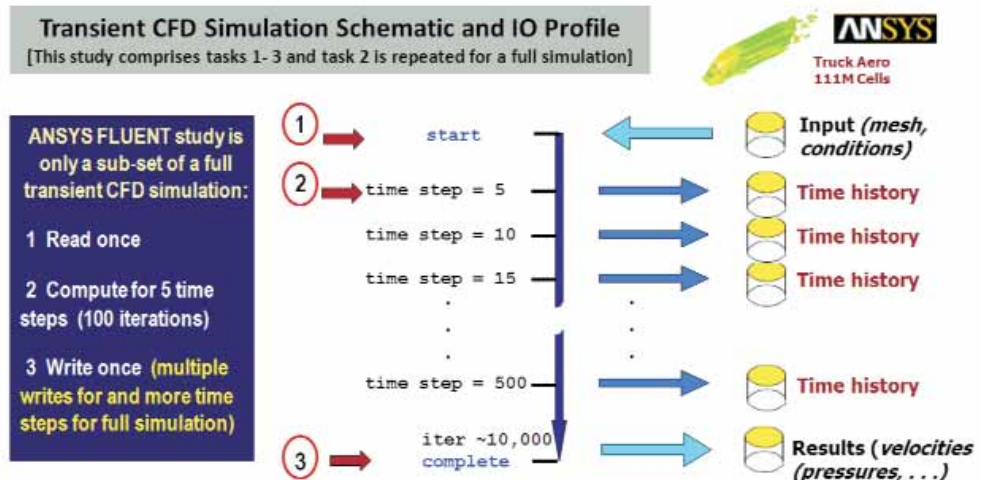 Transient CFD Simulation Schematic and IO Profile
[This study comprises tasks 1- 3 and task 2 is repeated for a full simulation]
ANSYS
Truck Aero
111M Cells
ANSYS FLUENT study is
only a sub-set of a full
transient CFD simulation:
1 Read once
2 Compute for 5 time
steps (100 iterations)
3 Write once (multiple
writes for and more time
steps for full simulation)
1
start
Input (mesh,
conditions)
2
time step = 5
Time history
time step = 10
Time history
time step = 15
Time history
. .
. .
. .
time step = 500
Time history
iter ~10,000
3
complete
Results (velocities
(pressures, . . .)